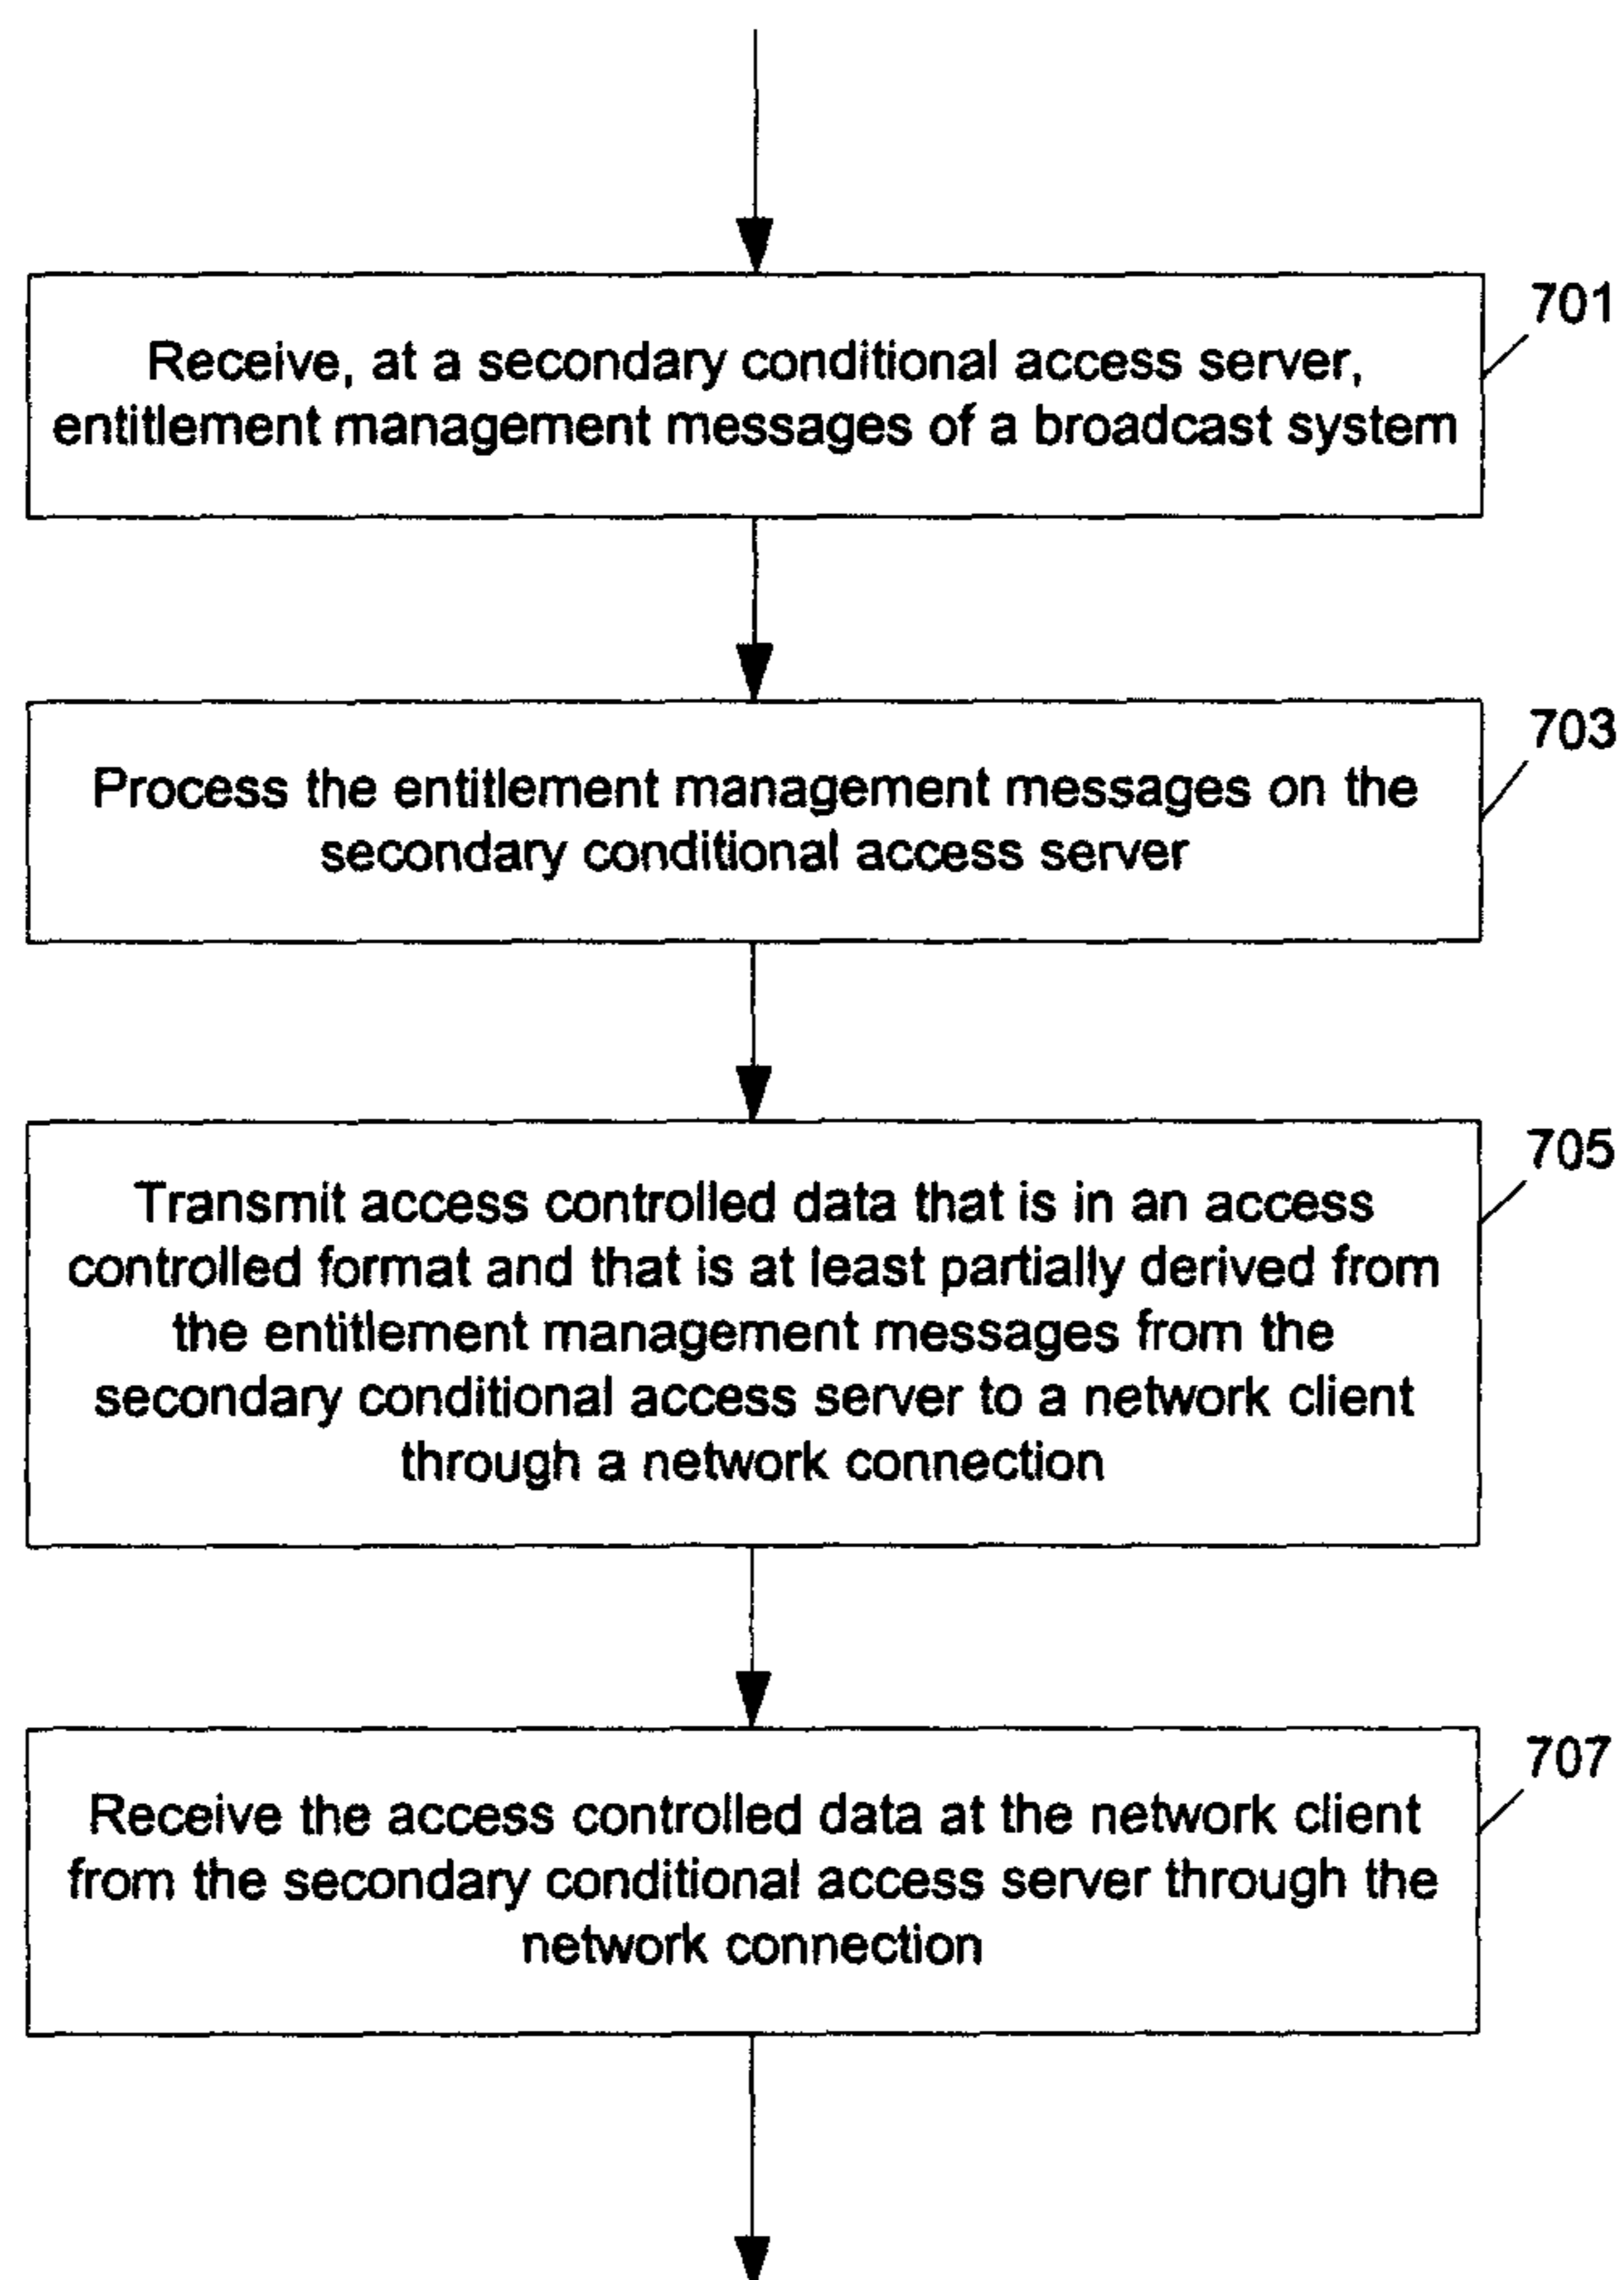 701
Receive, at a secondary conditional access server,
entitlement management messages of a broadcast system
703
Process the entitlement management messages on the
secondary conditional access server
705
Transmit access controlled data that is in an access
controlled format and that is at least partially derived from
the entitlement management messages from the
secondary conditional access server to a network client
through a network connection
707
Receive the access controlled data at the network client
from the secondary conditional access server through the
network connection